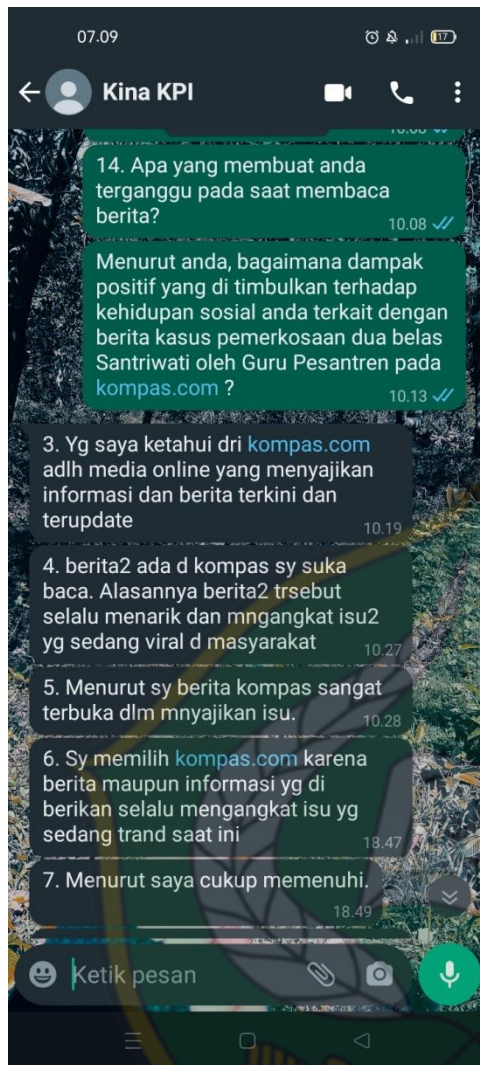 07.09
17
Kina KPI
14. Apa yang membuat anda
terganggu pada saat membaca
berita?
10.08
Menurut anda, bagaimana dampak
positif yang di timbulkan terhadap
kehidupan sosial anda terkait dengan
berita kasus pemerkosaan dua belas
Santriwati oleh Guru Pesantren pada
kompas.com ?
10.13
3. Yg saya ketahui dri kompas.com
adlh media online yang menyajikan
informasi dan berita terkini dan
terupdate
10.19
4. berita2 ada d kompas sy suka
baca. Alasannya berita2 trsebut
selalu menarik dan mngangkat isu2
yg sedang viral d masyarakat
10.27
5. Menurut sy berita kompas sangat
terbuka dlm mnyajikan isu.
10.28
6. Sy memilih kompas.com karena
berita maupun informasi yg di
berikan selalu mengangkat isu yg
sedang trand saat ini
18.47
7. Menurut saya cukup memenuhi.
18.49
Ketik pesan